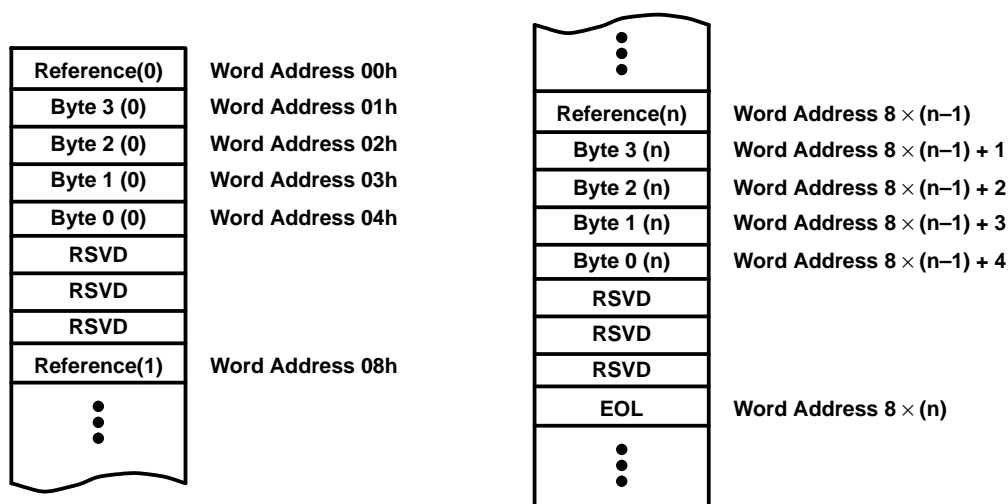 Reference(0) Word Address 00h
Byte 3 (0) Word Address 01h
Byte 2 (0) Word Address 02h
Byte 1 (0) Word Address 03h
Byte 0 (0) Word Address 04h
RSVD
RSVD
RSVD
Reference(1) Word Address 08h
Reference(n) Word Address 8 × (n–1)
Byte 3 (n) Word Address 8 × (n–1) + 1
Byte 2 (n) Word Address 8 × (n–1) + 2
Byte 1 (n) Word Address 8 × (n–1) + 3
Byte 0 (n) Word Address 8 × (n–1) + 4
RSVD
RSVD
RSVD
EOL Word Address 8 × (n)